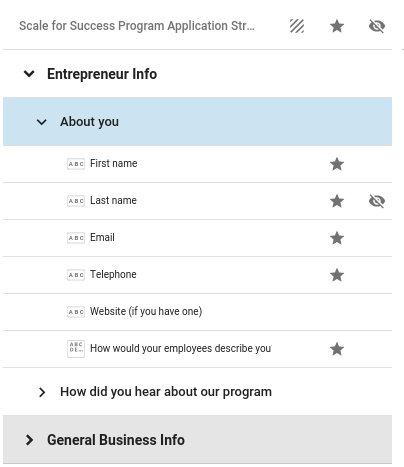 Scale for Success Program Application Str...
Entrepreneur Info
About you
ABC First name
ABC Last name
ABC Email
ABC Telephone
ABC Website (if you have one)
ABC
DE... How would your employees describe you
How did you hear about our program
General Business Info